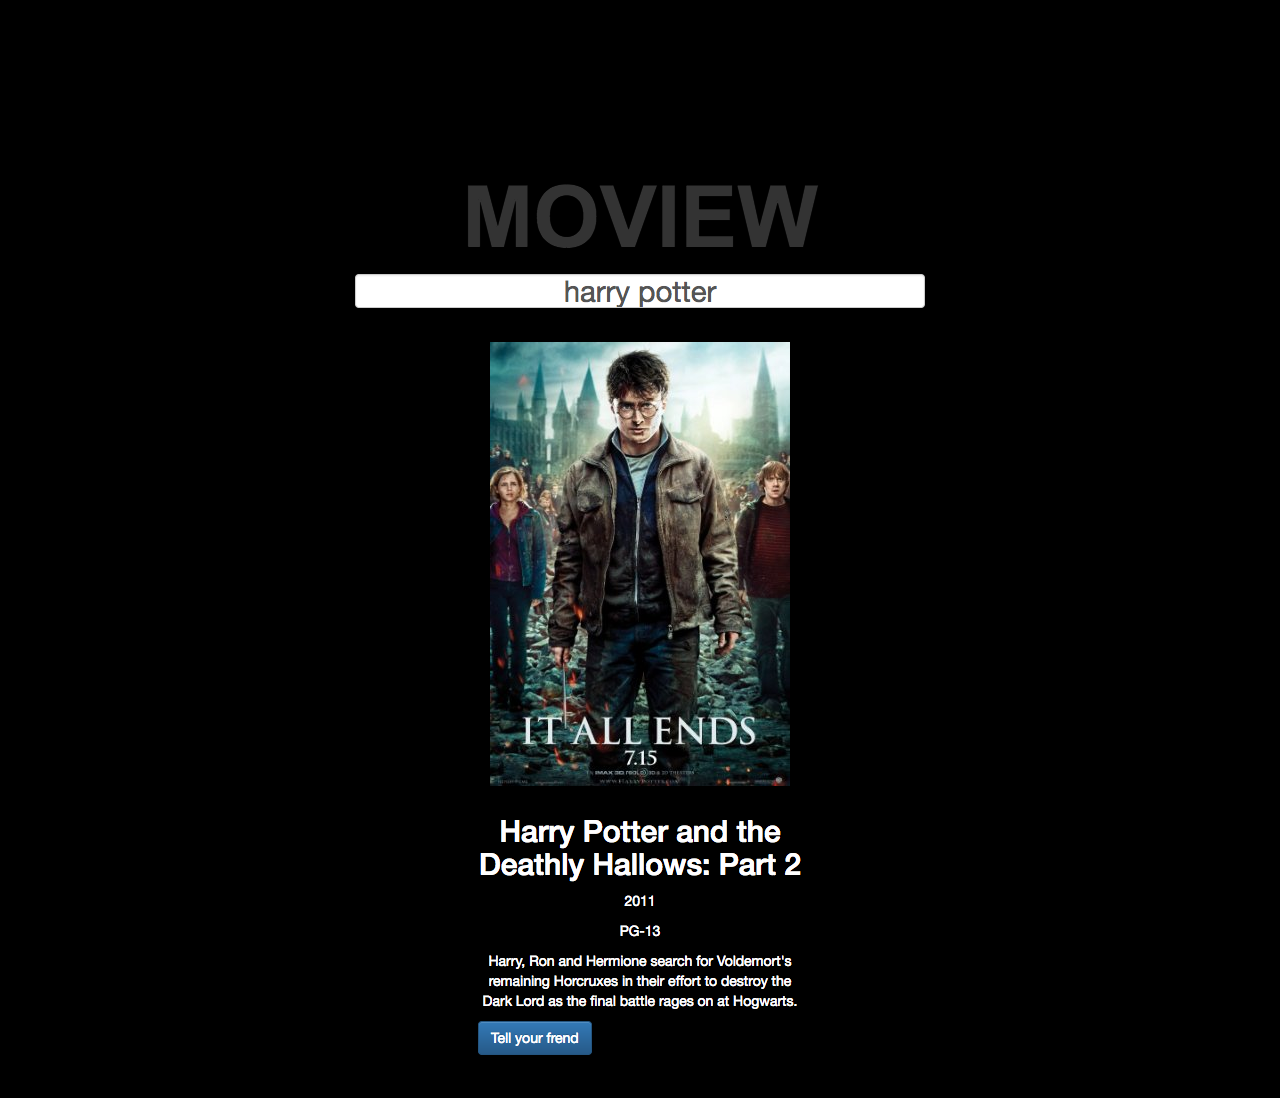 MOVIEW
harry potter
IT ALL ENDS
7.15
Harry Potter and the
Deathly Hallows: Part 2
2011
PG-13
Harry, Ron and Hermione search for Voldemort's
remaining Horcruxes in their effort to destroy the
Dark Lord as the final battle rages on at Hogwarts.
Tell your frend